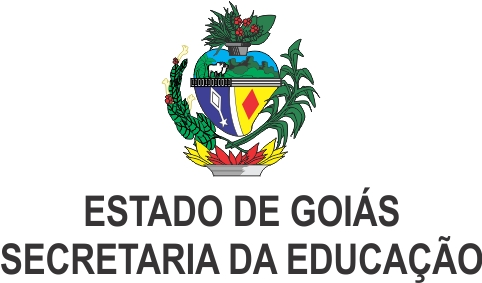 ESTADO DE GOIÁS
SECRETARIA DA EDUCAÇÃO